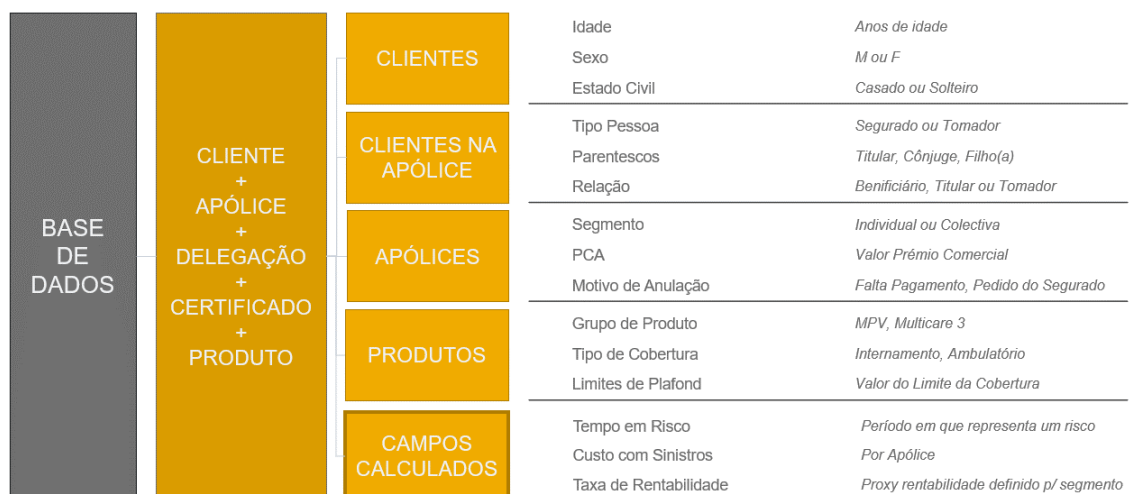 BASE
DE
DADOS
CLIENTE
+
APÓLICE
+
DELEGAÇÃO
+
CERTIFICADO
+
PRODUTO
CLIENTES
Idade Anos de idade
Sexo M ou F
Estado Civil Casado ou Solteiro
CLIENTES NA
APÓLICE
Tipo Pessoa Segurado ou Tomador
Parentescos Titular, Cônjuge, Filho(a)
Relação Benificiário, Titular ou Tomador
APÓLICES
Segmento Individual ou Colectiva
PCA Valor Prémio Comercial
Motivo de Anulação Falta Pagamento, Pedido do Segurado
PRODUTOS
Grupo de Produto MPV, Multicare 3
Tipo de Cobertura Internamento, Ambulatório
Limites de Plafond Valor do Limite da Cobertura
CAMPOS
CALCULADOS
Tempo em Risco Período em que representa um risco
Custo com Sinistros Por Apólice
Taxa de Rentabilidade Proxy rentabilidade definido p/ segmento